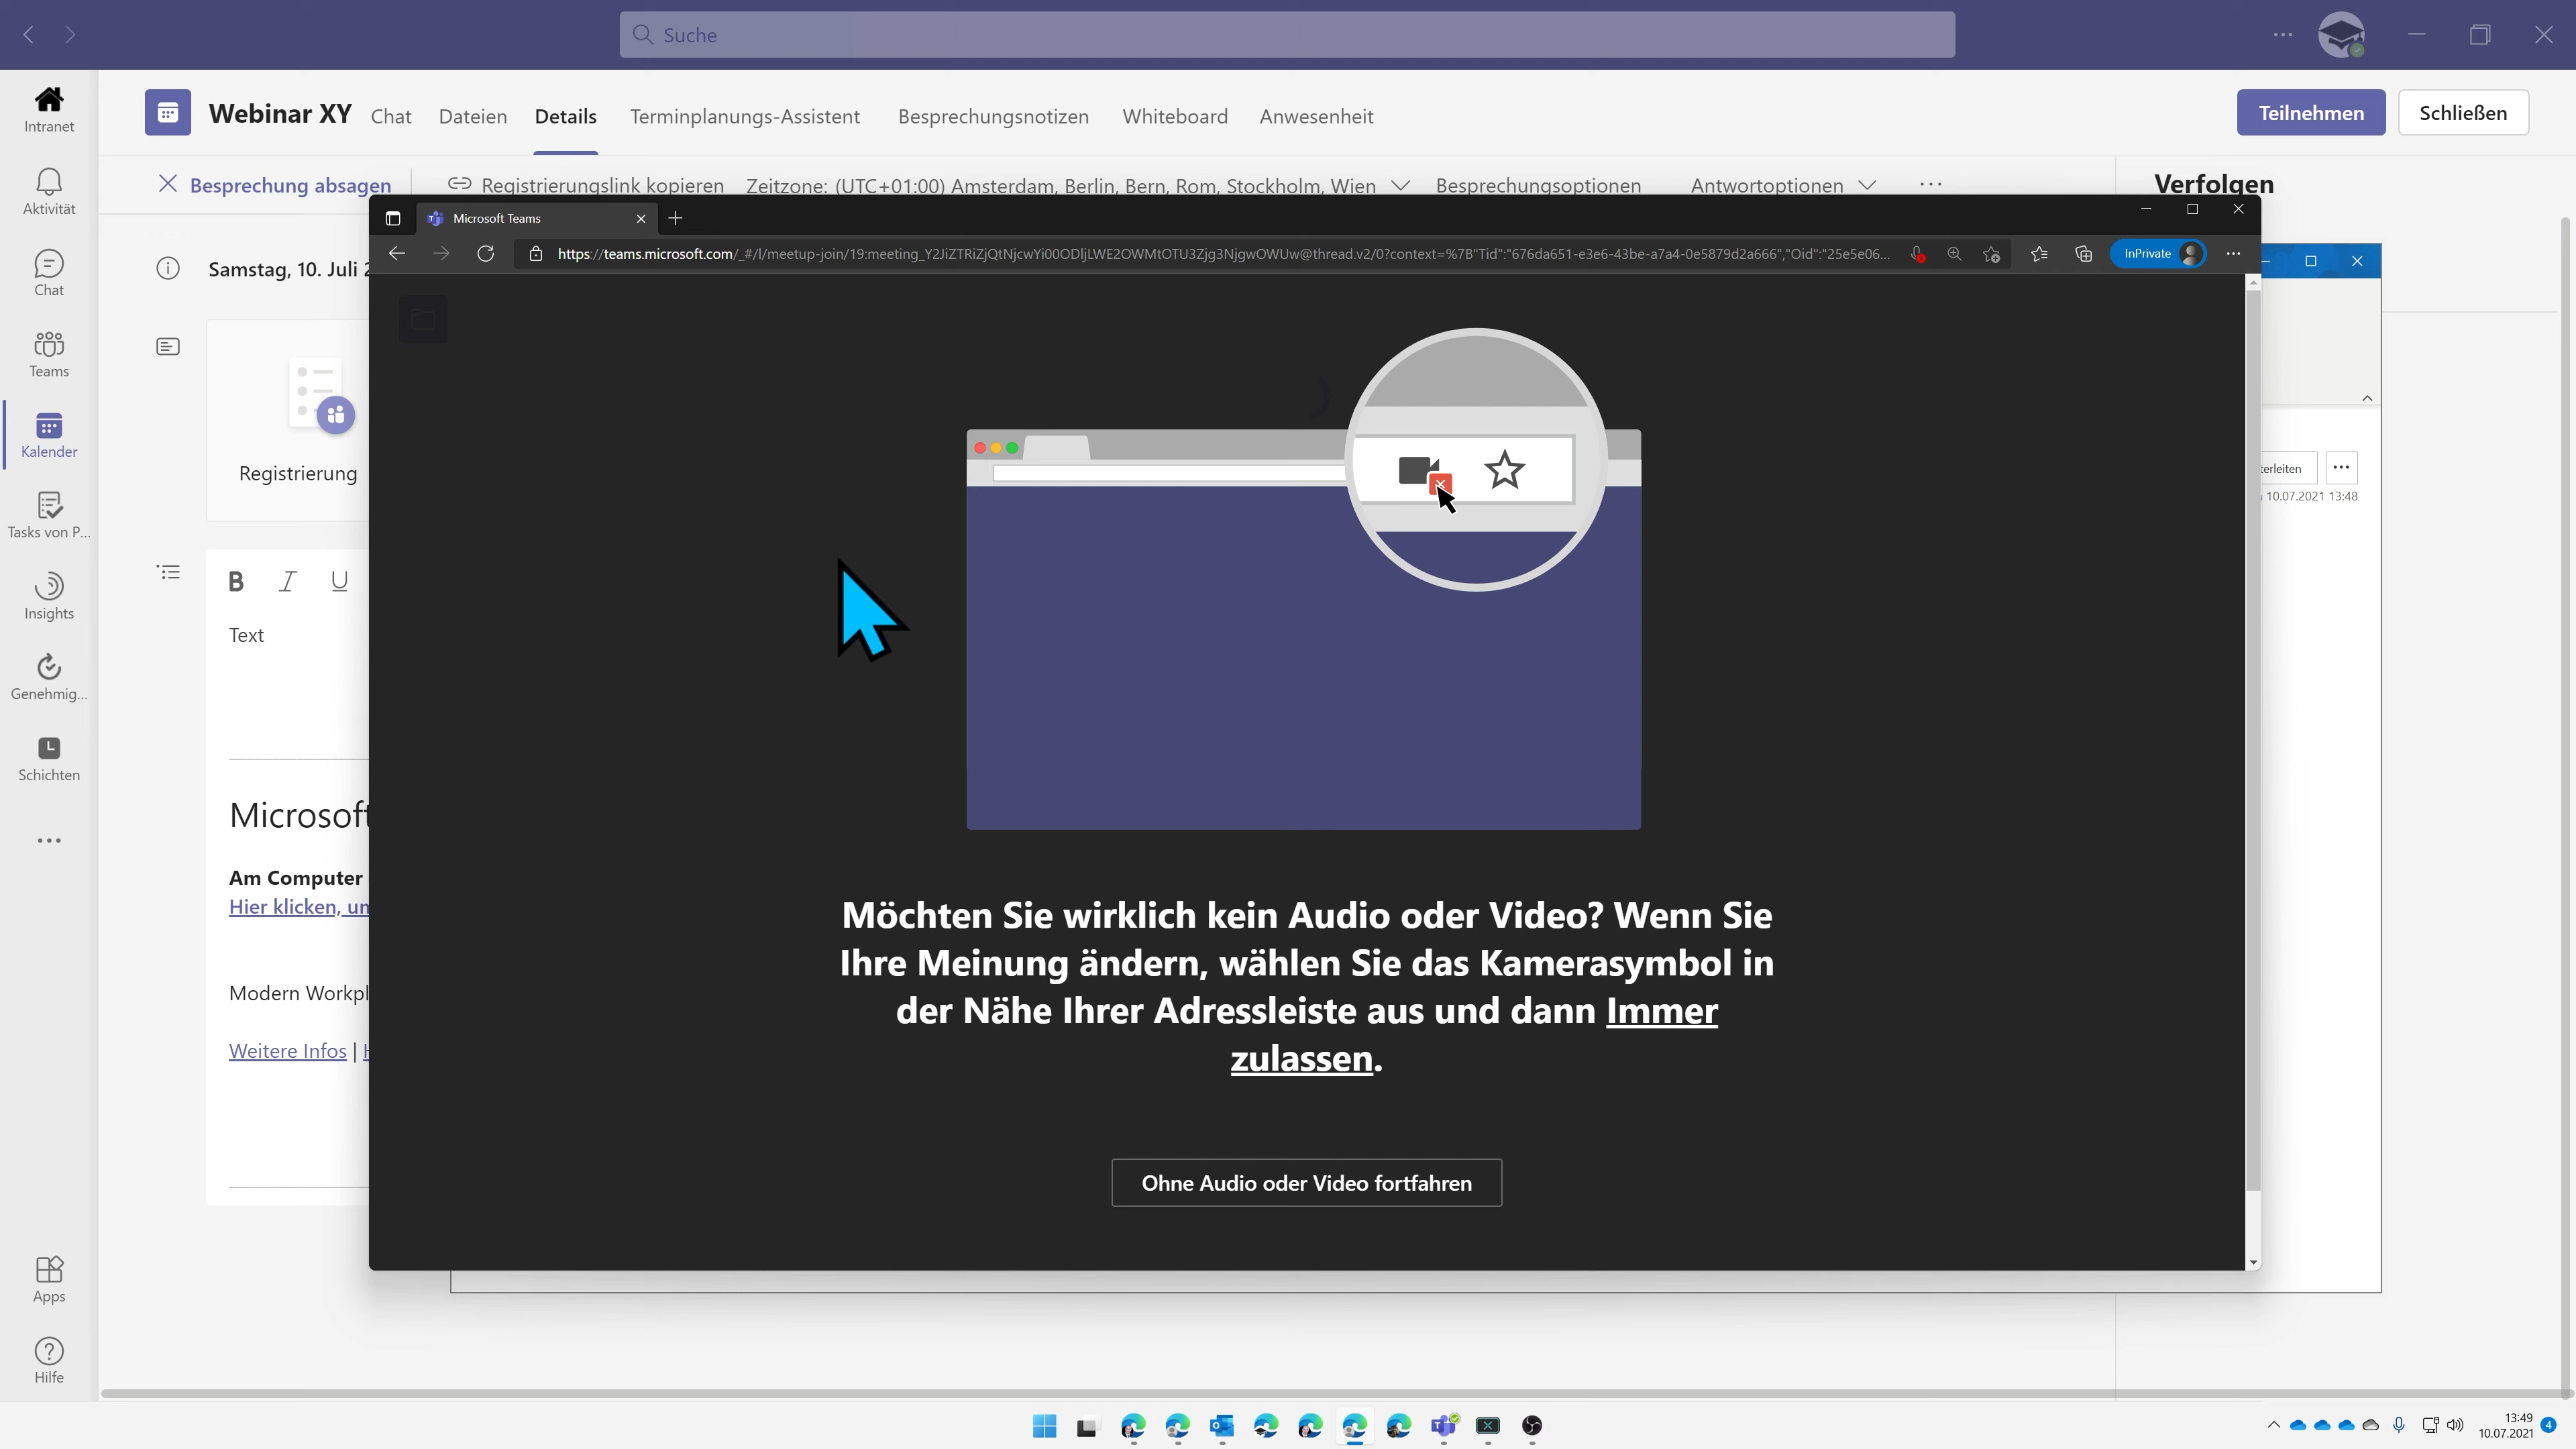 Suche
Webinar XY Chat Dateien Details Terminplanungs-Assistent Besprechungsnotizen Whiteboard Anwesenheit
Teilnehmen Schließen
Besprechung absagen Registrierungslink kopieren Zeitzone: (UTC+01:00) Amsterdam, Berlin, Bern, Rom, Stockholm, Wien Besprechungsoptionen Antwortoptionen
Verfolgen
Intranet
Aktivität
Chat
Teams
Kalender
Tasks von P...
Insights
Genehmig...
Schichten
Apps
Hilfe
Samstag, 10. Juli
Registrierung
B I U
Text
Microsoft
Am Computer
Hier klicken,
Modern
Weitere Infos |
Microsoft Teams
https://teams.microsoft.com/_#/l/meetup-join/19:meeting_Y2JiZTRiZjQtNjcwYi00ODljLWE2OWMtOTU3Zjg3NjgwOWUw@thread.v2/0?context=%7B"Tid":"676da651-e3e6-43be-a7a4-0e5879d2a666","Oid":"25e5e06...
InPrivate
Möchten Sie wirklich kein Audio oder Video? Wenn Sie
Ihre Meinung ändern, wählen Sie das Kamerasymbol in
der Nähe Ihrer Adressleiste aus und dann Immer
zulassen.
Ohne Audio oder Video fortfahren
10.07.2021 13:48
13:49
10.07.2021
4